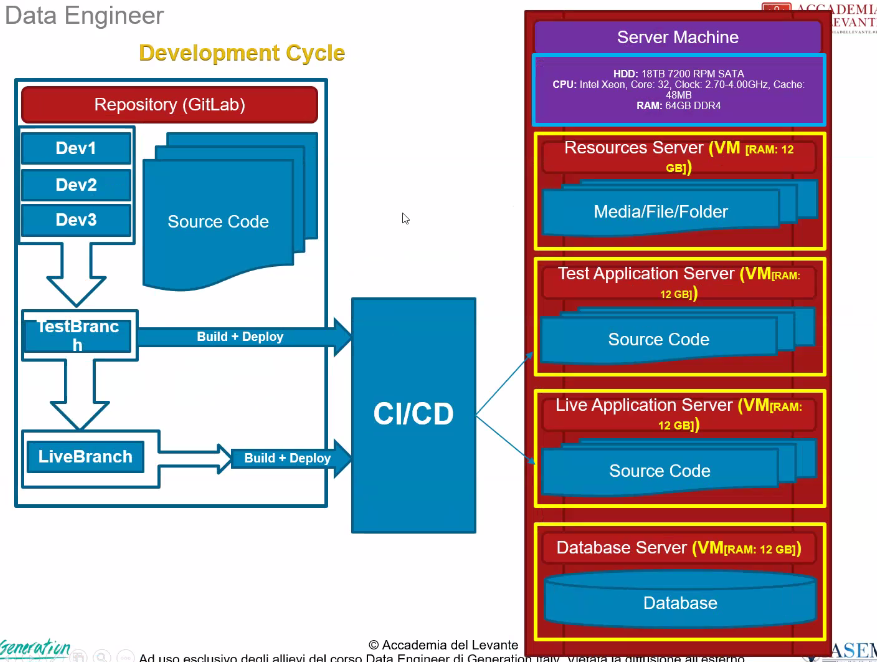 Data Engineer
Development Cycle
Repository (GitLab)
Dev1
Dev2
Dev3
Source Code
TestBranc
h
Build + Deploy
LiveBranch
Build + Deploy
CI/CD
ACCADEMIA
LEVANTE
Server Machine
HDD: 18TB 7200 RPM SATA
CPU: Intel Xeon, Core: 32, Clock: 2.70-4.00GHz, Cache:
48MB
RAM: 64GB DDR4
Resources Server (VM [RAM: 12
GB])
Media/File/Folder
Test Application Server (VM[RAM:
12 GB])
Source Code
Live Application Server (VM[RAM:
12 GB])
Source Code
Database Server (VM[RAM: 12 GB])
Database
Generation
© Accademia del Levante
Ad uso esclusivo degli allievi del corso Data Engineer di Generation Italy. Vietata la diffusione all'esterno
ASEM